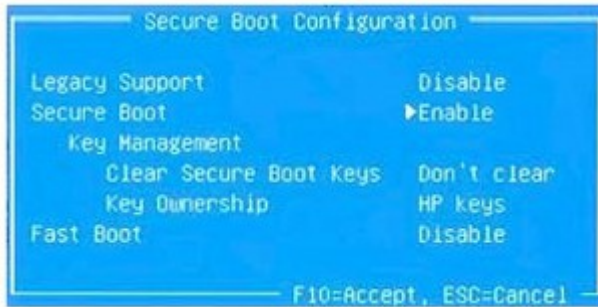 Secure Boot Configuration
Legacy Support Disable
Secure Boot ▶Enable
Key Management
Clear Secure Boot Keys Don't clear
Key Ownership HP keys
Fast Boot Disable
F10=Accept, ESC=Cancel